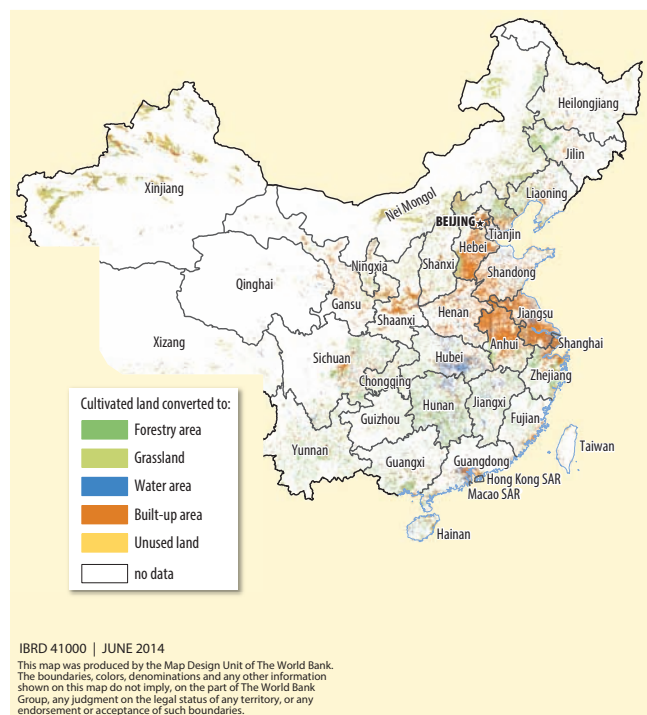 Heilongjiang
Jilin
Liaoning
Xinjiang
Nei Mongol
BEIJING
Tianjin
Hebei
Ningxia
Shanxi
Shandong
Qinghai
Gansu
Shaanxi
Henan
Jiangsu
Xizang
Anhui
Shanghai
Sichuan
Hubei
Chongqing
Zhejiang
Hunan
Jiangxi
Guizhou
Fujian
Yunnan
Taiwan
Guangxi
Guangdong
Hong Kong SAR
Macao SAR
Hainan
Cultivated land converted to:
Forestry area
Grassland
Water area
Built-up area
Unused land
no data
IBRD 41000 | JUNE 2014
This map was produced by the Map Design Unit of The World Bank.
The boundaries, colors, denominations and any other information
shown on this map do not imply, on the part of The World Bank
Group, any judgment on the legal status of any territory, or any
endorsement or acceptance of such boundaries.